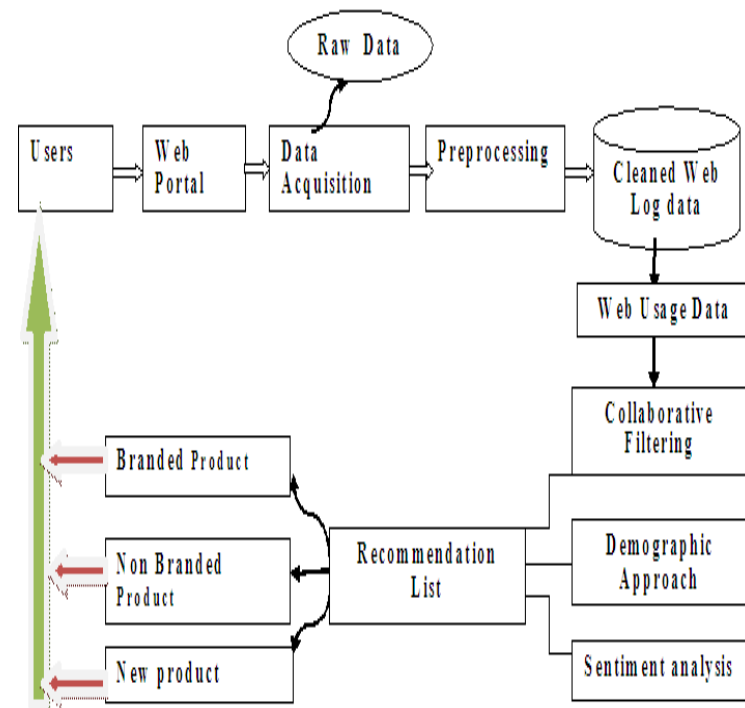 Raw Data
Users
Web
Portal
Data
Acquisition
Preprocessing
Cleaned Web
Log data
Web Usage Data
Collaborative
Filtering
Branded Product
Recommendation
List
Demographic
Approach
Non Branded
Product
New product
Sentiment analysis